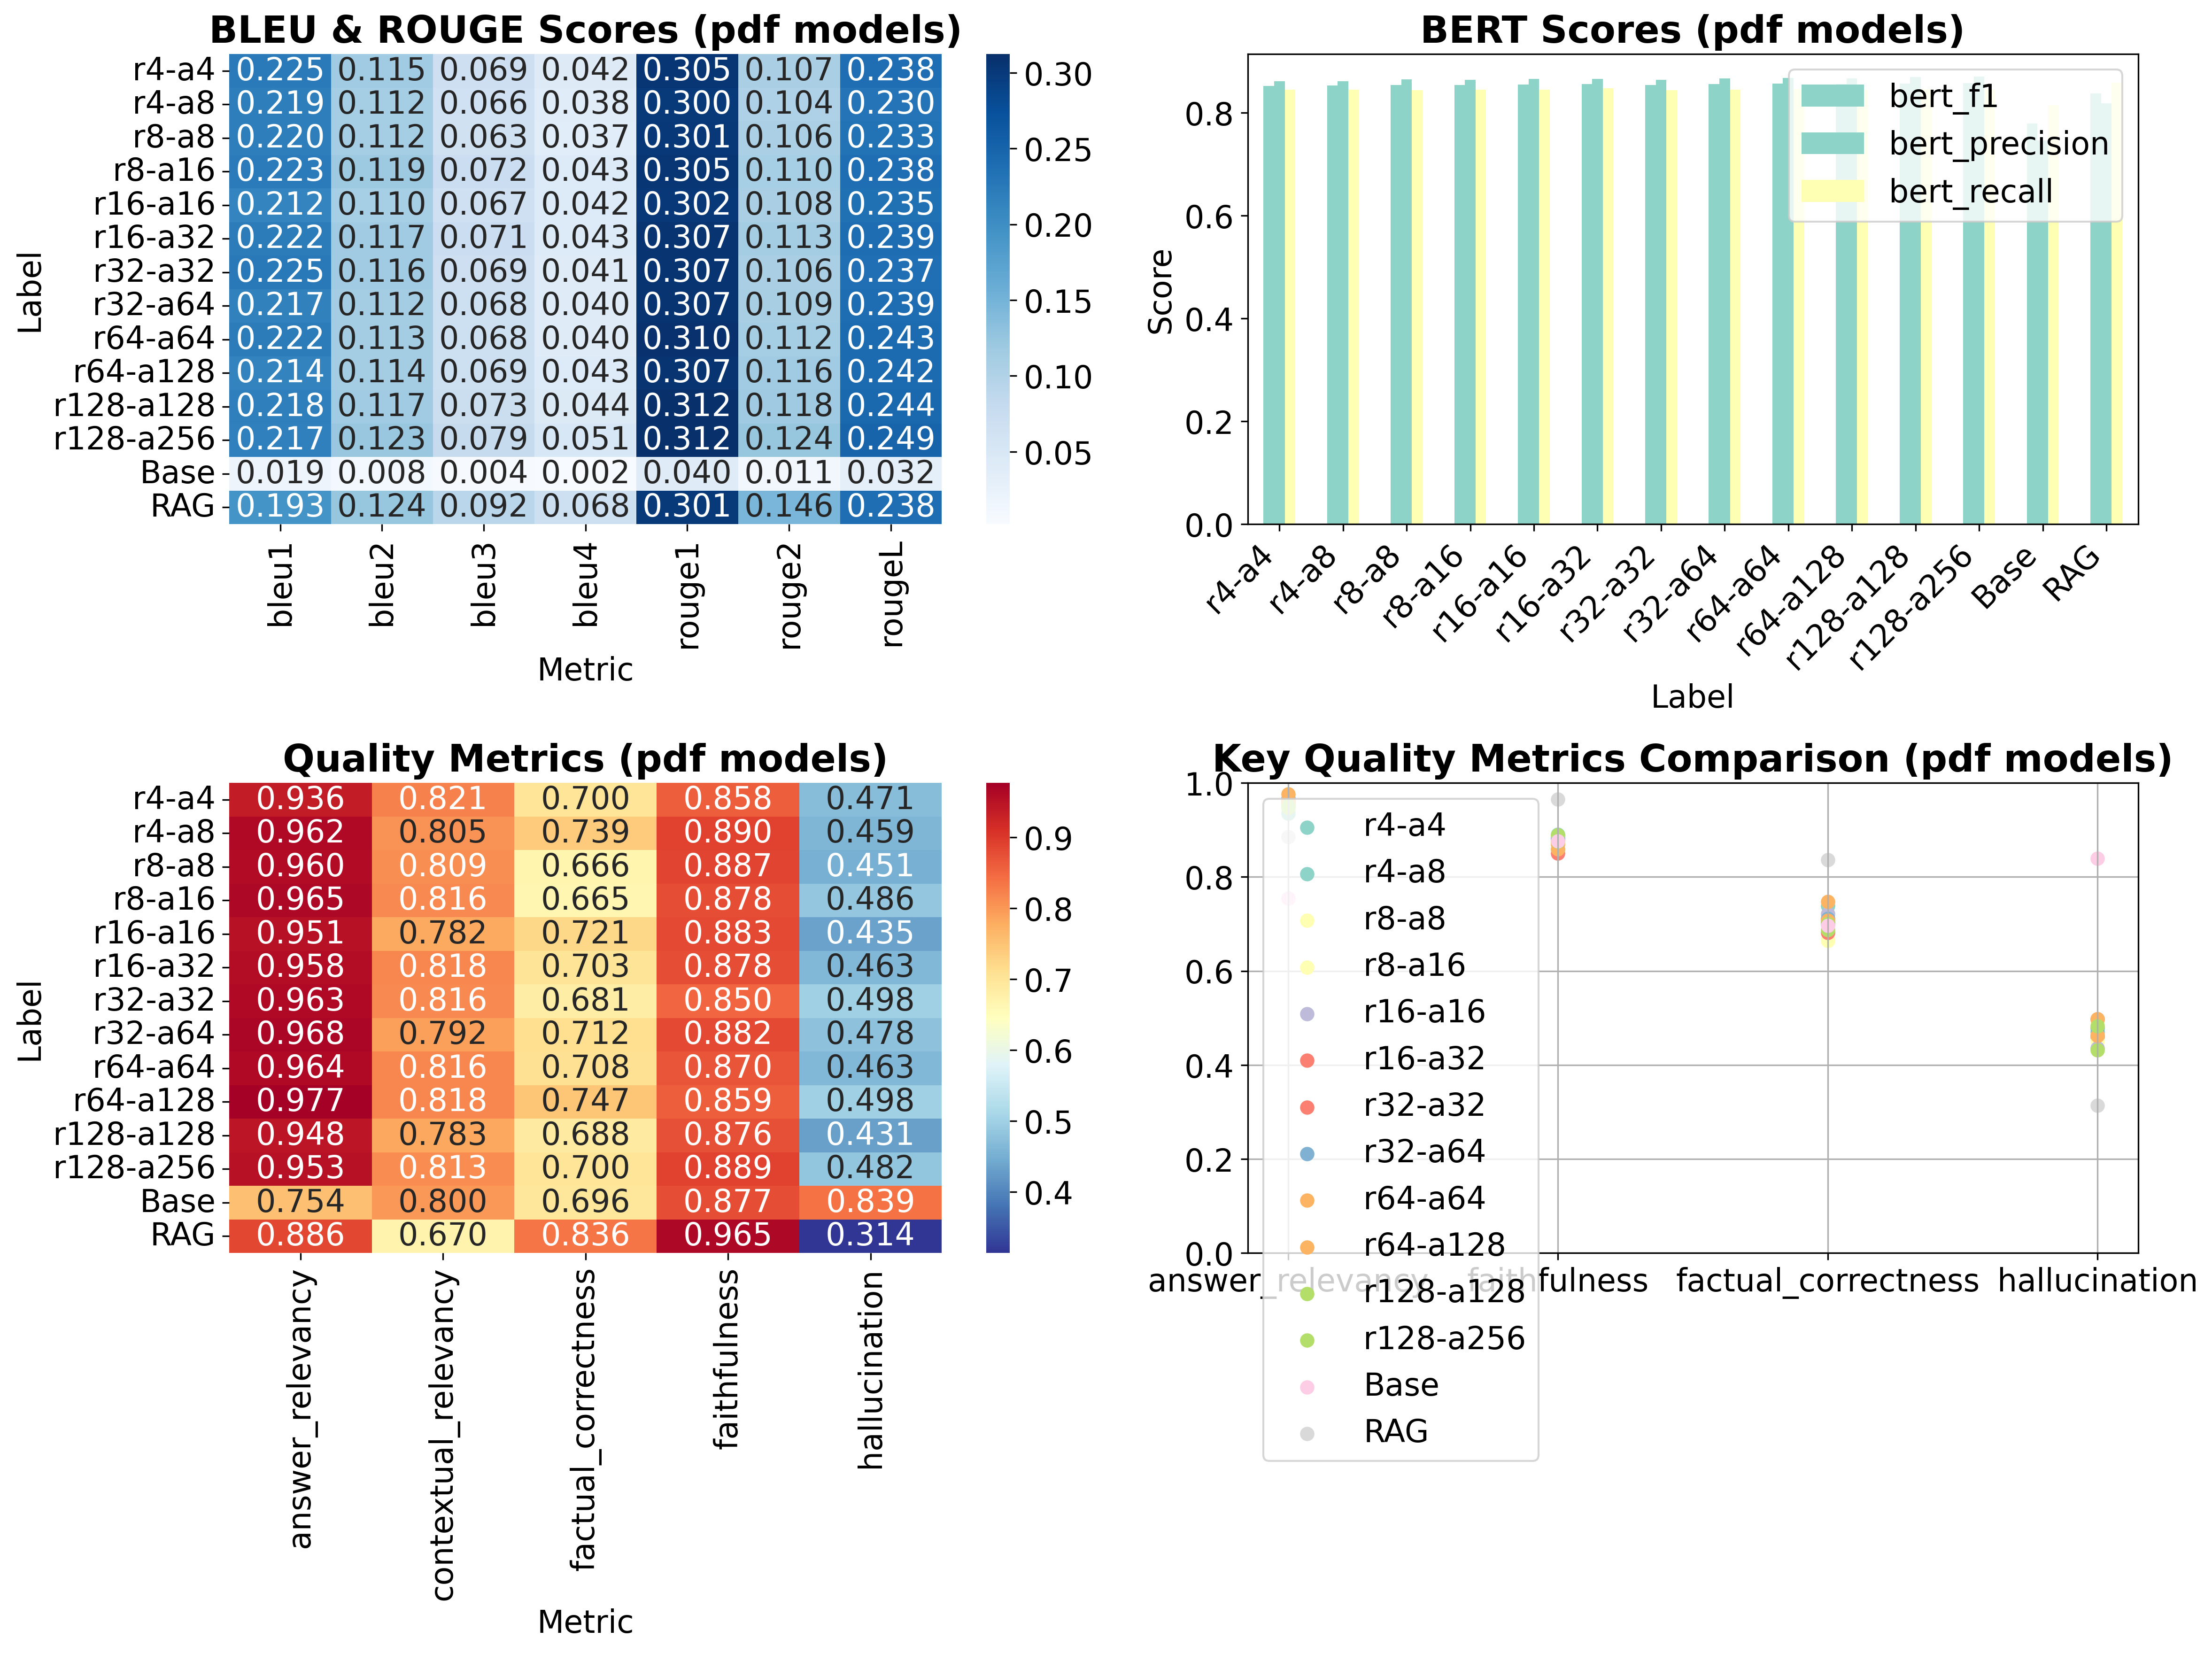 BLEU & ROUGE Scores (pdf models)
Label
r4-a4 0.225 0.115 0.069 0.042 0.305 0.107 0.238
r4-a8 0.219 0.112 0.066 0.038 0.300 0.104 0.230
r8-a8 0.220 0.112 0.063 0.037 0.301 0.106 0.233
r8-a16 0.223 0.119 0.072 0.043 0.305 0.110 0.238
r16-a16 0.212 0.110 0.067 0.042 0.302 0.108 0.235
r16-a32 0.222 0.117 0.071 0.043 0.307 0.113 0.239
r32-a32 0.225 0.116 0.069 0.041 0.307 0.106 0.237
r32-a64 0.217 0.112 0.068 0.040 0.307 0.109 0.239
r64-a64 0.222 0.113 0.068 0.040 0.310 0.112 0.243
r64-a128 0.214 0.114 0.069 0.043 0.307 0.116 0.242
r128-a128 0.218 0.117 0.073 0.044 0.312 0.118 0.244
r128-a256 0.217 0.123 0.079 0.051 0.312 0.124 0.249
Base 0.019 0.008 0.004 0.002 0.040 0.011 0.032
RAG 0.193 0.124 0.092 0.068 0.301 0.146 0.238
bleu1 bleu2 bleu3 bleu4 rouge1 rouge2 rougeL
Metric
0.30
0.25
0.20
0.15
0.10
0.05
BERT Scores (pdf models)
Score
0.8
0.6
0.4
0.2
0.0
bert_f1
bert_precision
bert_recall
r4-a4 r4-a8 r8-a8 r8-a16 r16-a16 r16-a32 r32-a32 r32-a64 r64-a64 r64-a128 r128-a128 r128-a256 Base RAG
Label
Quality Metrics (pdf models)
Label
r4-a4 0.936 0.821 0.700 0.858 0.471
r4-a8 0.962 0.805 0.739 0.890 0.459
r8-a8 0.960 0.809 0.666 0.887 0.451
r8-a16 0.965 0.816 0.665 0.878 0.486
r16-a16 0.951 0.782 0.721 0.883 0.435
r16-a32 0.958 0.818 0.703 0.878 0.463
r32-a32 0.963 0.816 0.681 0.850 0.498
r32-a64 0.968 0.792 0.712 0.882 0.478
r64-a64 0.964 0.816 0.708 0.870 0.463
r64-a128 0.977 0.818 0.747 0.859 0.498
r128-a128 0.948 0.783 0.688 0.876 0.431
r128-a256 0.953 0.813 0.700 0.889 0.482
Base 0.754 0.800 0.696 0.877 0.839
RAG 0.886 0.670 0.836 0.965 0.314
answer_relevancy contextual_relevancy factual_correctness faithfulness hallucination
Metric
0.9
0.8
0.7
0.6
0.5
0.4
Key Quality Metrics Comparison (pdf models)
1.0
0.8
0.6
0.4
0.2
0.0
answer_relevancy faithfulness factual_correctness hallucination
r4-a4
r4-a8
r8-a8
r8-a16
r16-a16
r16-a32
r32-a32
r32-a64
r64-a64
r64-a128
r128-a128
r128-a256
Base
RAG